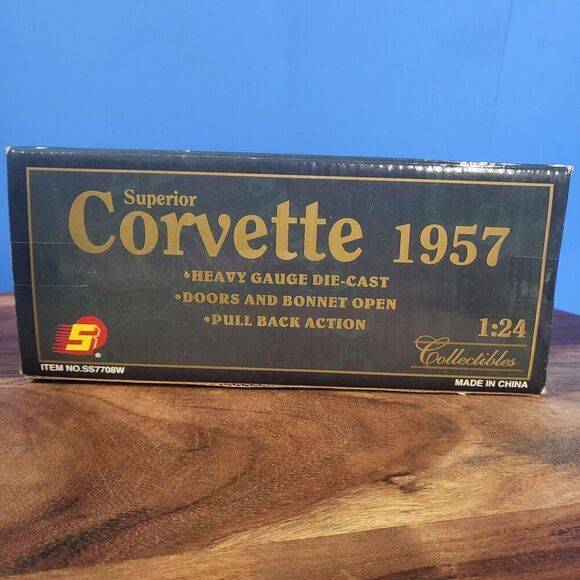 Superior
Corvette 1957
•HEAVY GAUGE DIE-CAST
•DOORS AND BONNET OPEN
•PULL BACK ACTION
1:24
Collectibles
S®
ITEM NO.SS7708W
MADE IN CHINA